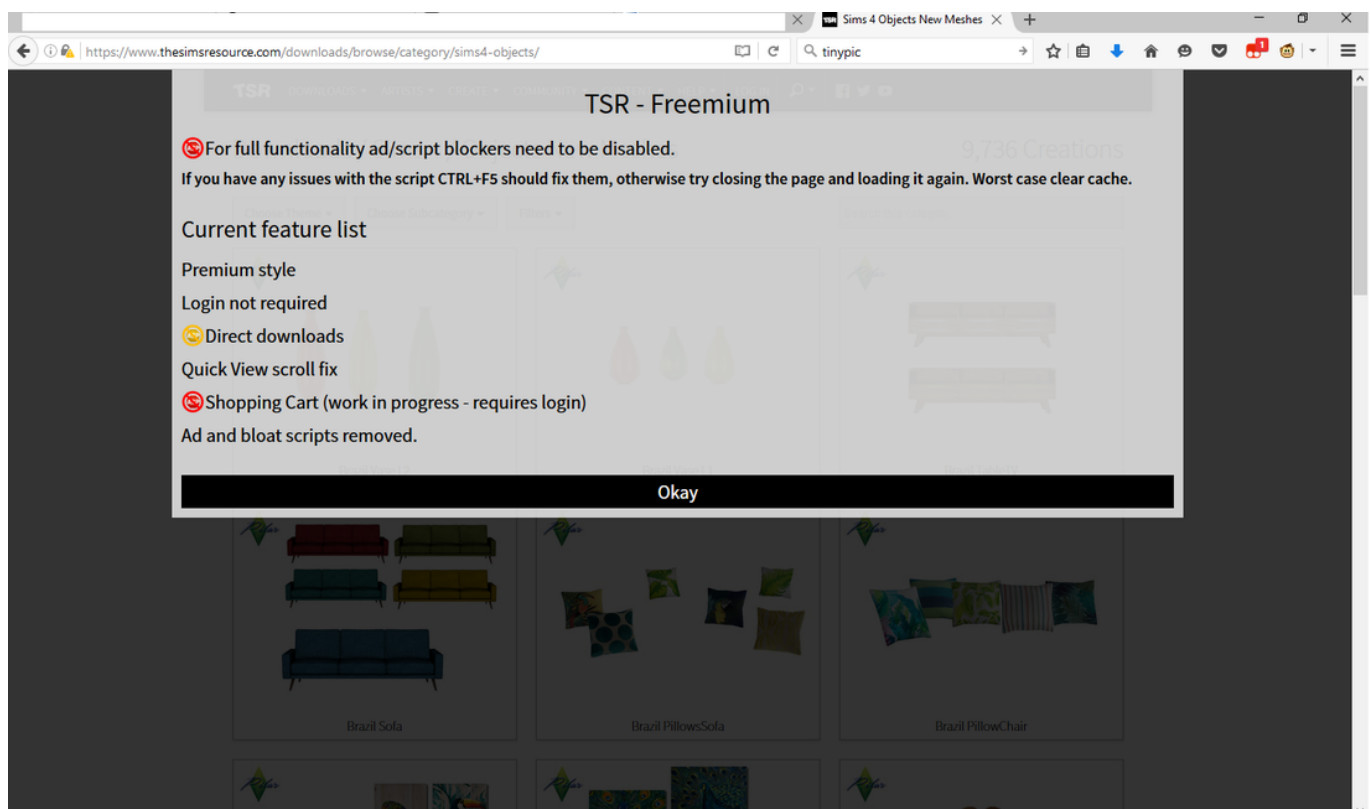 Sims 4 Objects New Meshes
https://www.thesimsresource.com/downloads/browse/category/sims4-objects/
tinypic
1
TSR
TSR - Freemium
For full functionality ad/script blockers need to be disabled.
9,736 Creations
If you have any issues with the script CTRL+F5 should fix them, otherwise try closing the page and loading it again. Worst case clear cache.
Current feature list
Premium style
Login not required
Direct downloads
Quick View scroll fix
Shopping Cart (work in progress - requires login)
Ad and bloat scripts removed.
Okay
Brazil Sofa
Brazil PillowsSofa
Brazil PillowChair